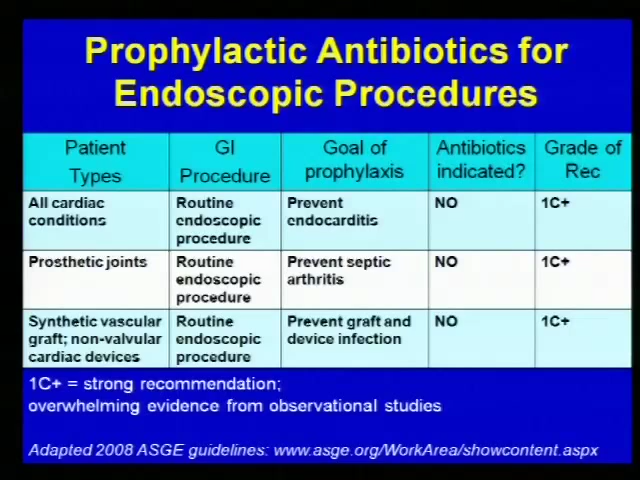 Prophylactic Antibiotics for
Endoscopic Procedures
Patient
Types
GI
Procedure
Goal of
prophylaxis
Antibiotics
indicated?
Grade of
Rec
All cardiac
conditions
Routine
endoscopic
procedure
Prevent
endocarditis
NO
1C+
Prosthetic joints
Routine
endoscopic
procedure
Prevent septic
arthritis
NO
1C+
Synthetic vascular
graft; non-valvular
cardiac devices
Routine
endoscopic
procedure
Prevent graft and
device infection
NO
1C+
1C+ = strong recommendation;
overwhelming evidence from observational studies
Adapted 2008 ASGE guidelines: www.asge.org/WorkArea/showcontent.aspx